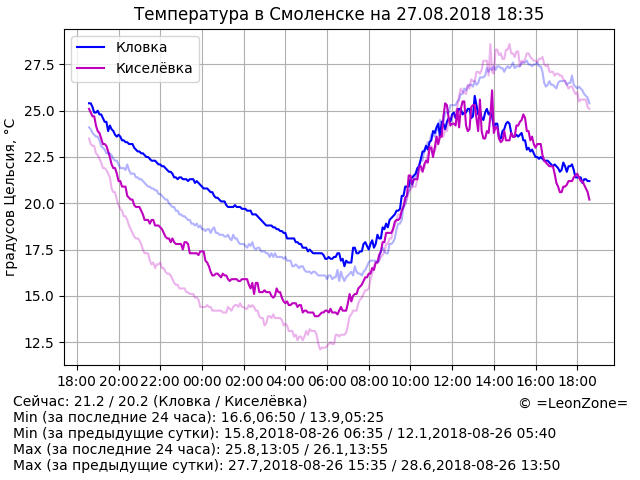 Температура в Смоленске на 27.08.2018 18:35
Кловка
Киселёвка
градусов Цельсия, °C
27.5
25.0
22.5
20.0
17.5
15.0
12.5
18:00 20:00 22:00 00:00 02:00 04:00 06:00 08:00 10:00 12:00 14:00 16:00 18:00
Сейчас: 21.2 / 20.2 (Кловка / Киселёвка)
© =LeonZone=
Min (за последние 24 часа): 16.6,06:50 / 13.9,05:25
Min (за предыдущие сутки): 15.8,2018-08-26 06:35 / 12.1,2018-08-26 05:40
Max (за последние 24 часа): 25.8,13:05 / 26.1,13:55
Max (за предыдущие сутки): 27.7,2018-08-26 15:35 / 28.6,2018-08-26 13:50